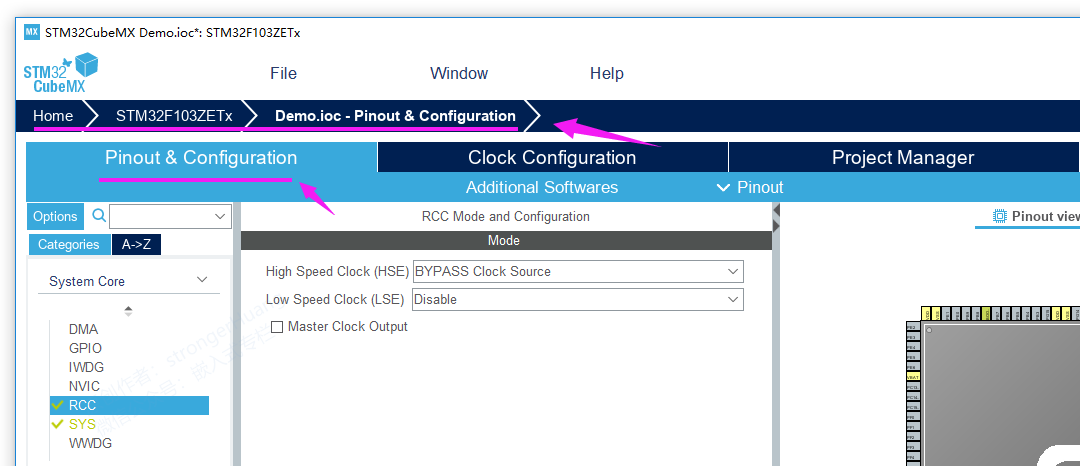 MX STM32CubeMX Demo.ioc*: STM32F103ZETx
STM32
CubeMX
File Window Help
Home STM32F103ZETx Demo.ioc - Pinout & Configuration
Pinout & Configuration Clock Configuration Project Manager
Additional Softwares Pinout
Options
RCC Mode and Configuration
Pinout view
Categories A->Z
Mode
System Core
High Speed Clock (HSE) BYPASS Clock Source
Low Speed Clock (LSE) Disable
Master Clock Output
DMA
GPIO
IWDG
NVIC
RCC
SYS
WWDG
VBAT